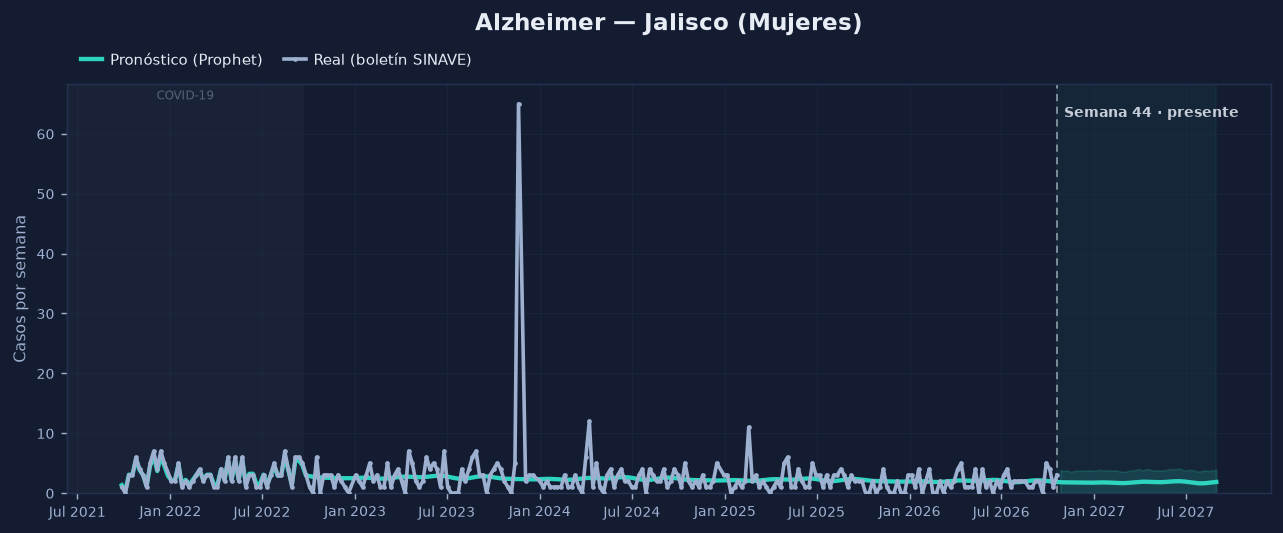 Alzheimer — Jalisco (Mujeres)
Pronóstico (Prophet) Real (boletín SINAVE)
COVID-19
Semana 44 · presente
Casos por semana
60
50
40
30
20
10
0
Jul 2021 Jan 2022 Jul 2022 Jan 2023 Jul 2023 Jan 2024 Jul 2024 Jan 2025 Jul 2025 Jan 2026 Jul 2026 Jan 2027 Jul 2027